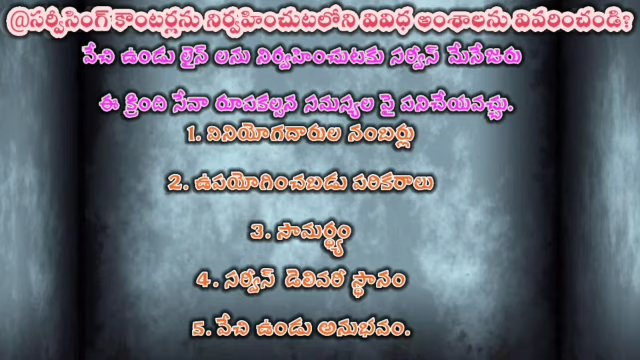 @సర్వీసింగ్ కౌంటర్లను నిర్వహించుటలోని వివిధ అంశాలను వివరించండి?
వేచి ఉండు లైన్ లను నిర్వహించుటకు సర్వీస్ మేనేజరు
ఈ క్రింది సేవా రూపకల్పన సమస్యల పై పనిచేయవచ్చు.
1. వినియోగదారుల నంబర్లు
2. ఉపయోగించబడు పరికరాలు
3. సామర్థ్యం
4. సర్వీస్ డెలివరీ స్థానం
5. వేచి ఉండు అనుభవం.